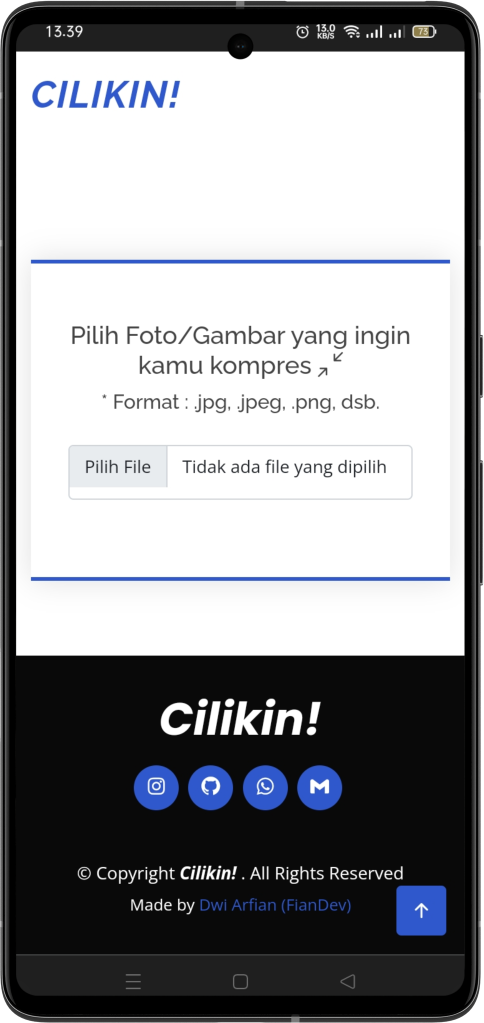 13.39
13.0
KB/S
73
CILIKIN!
Pilih Foto/Gambar yang ingin
kamu kompres
* Format : .jpg, .jpeg, .png, dsb.
Pilih File
Tidak ada file yang dipilih
Cilikin!
© Copyright Cilikin! . All Rights Reserved
Made by Dwi Arfian (FianDev)